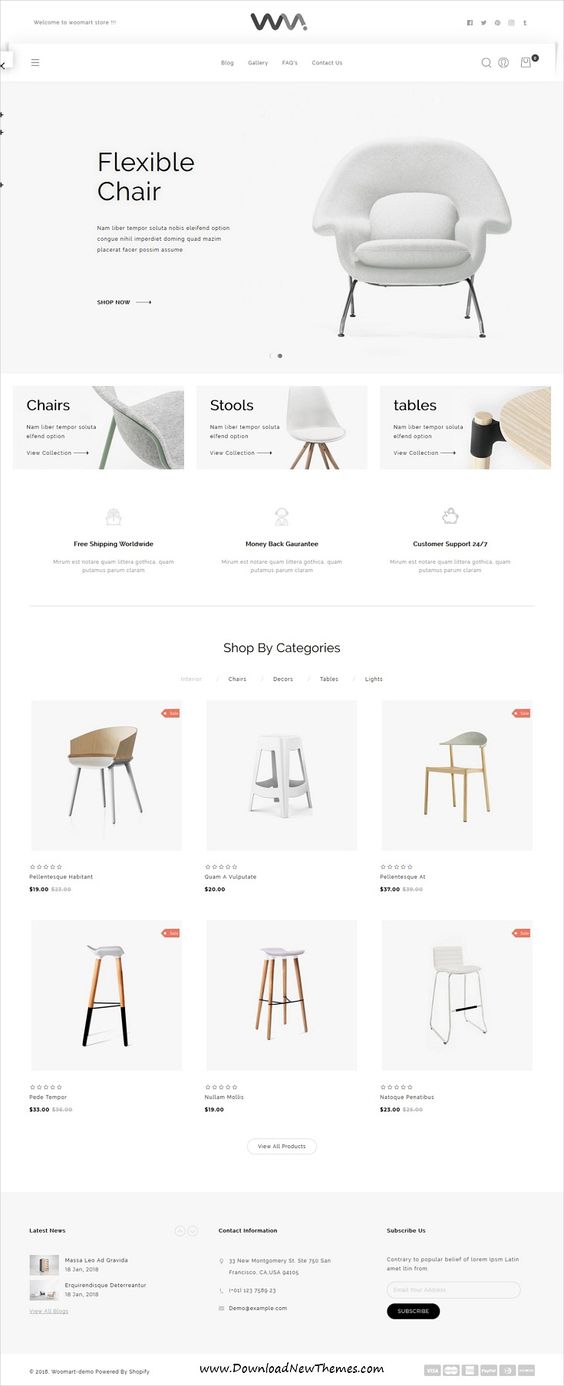 Welcome to woomart store !!!
WM.
Blog Gallery FAQ's Contact Us
0
Flexible
Chair
Nam liber tempor soluta nobis eleifend option
congue nihil imperdiet doming quod mazim
placerat facer possim assume
SHOP NOW
Chairs
Nam liber tempor soluta
elfend option
View Collection
Stools
Nam liber tempor soluta
elfend option
View Collection
tables
Nam liber tempor soluta
elfend option
View Collection
Free Shipping Worldwide
Mirum est notare quam littera gothica, quam
putamus parum claram
Money Back Gaurantee
Mirum est notare quam littera gothica, quam
putamus parum claram
Customer Support 24/7
Mirum est notare quam littera gothica, quam
putamus parum claram
Shop By Categories
Interior / Chairs / Decors / Tables / Lights
Sale
Sale
Pellentesque Habitant
$19.00 $23.00
Quam A Vulputate
$20.00
Pellentesque At
$37.00 $39.00
Sale
Sale
Pede Tempor
$33.00 $36.00
Nullam Mollis
$19.00
Natoque Penatibus
$23.00 $25.00
View All Products
Latest News
Massa Leo Ad Gravida
18 Jan, 2018
Erquirendisque Deterreantur
18 Jan, 2018
View All Blogs
Contact Information
33 New Montgomery St. Ste 750 San
Francisco, CA USA 94105
(+01) 123 7589-23
Demo@example.com
Subscribe Us
Contrary to popular belief of lorem Ipsm Latin
amet ltin from
Email Your Address
SUBSCRIBE
© 2018, Woomart-demo Powered By Shopify
www.DownloadNewThemes.com
VISA
PayPal